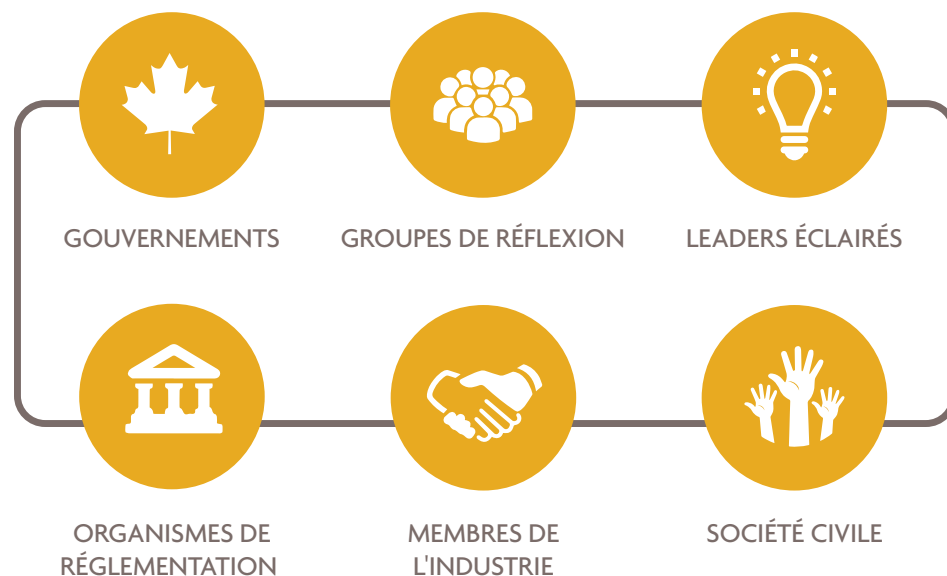 GOUVERNEMENTS
GROUPES DE RÉFLEXION
LEADERS ÉCLAIRÉS
ORGANISMES DE
RÉGLEMENTATION
MEMBRES DE
L'INDUSTRIE
SOCIÉTÉ CIVILE